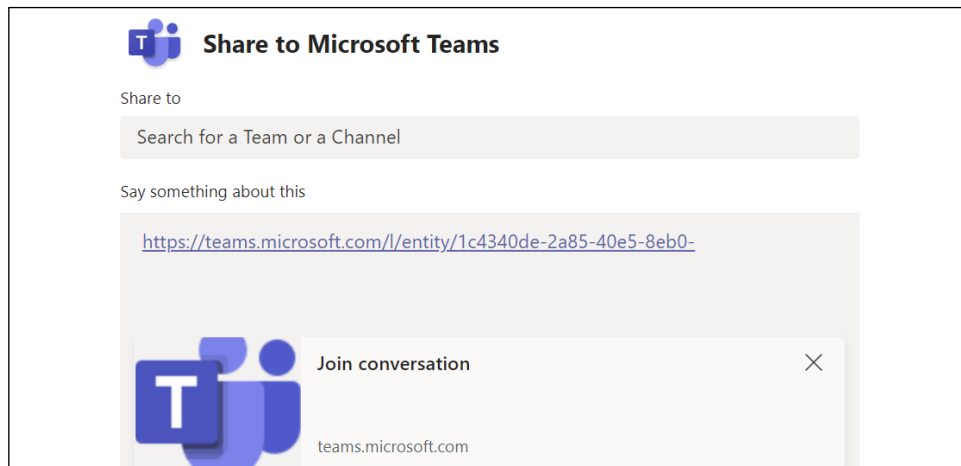 T
Share to Microsoft Teams
Share to
Search for a Team or a Channel
Say something about this
https://teams.microsoft.com/l/entity/1c4340de-2a85-40e5-8eb0-
T
Join conversation
teams.microsoft.com